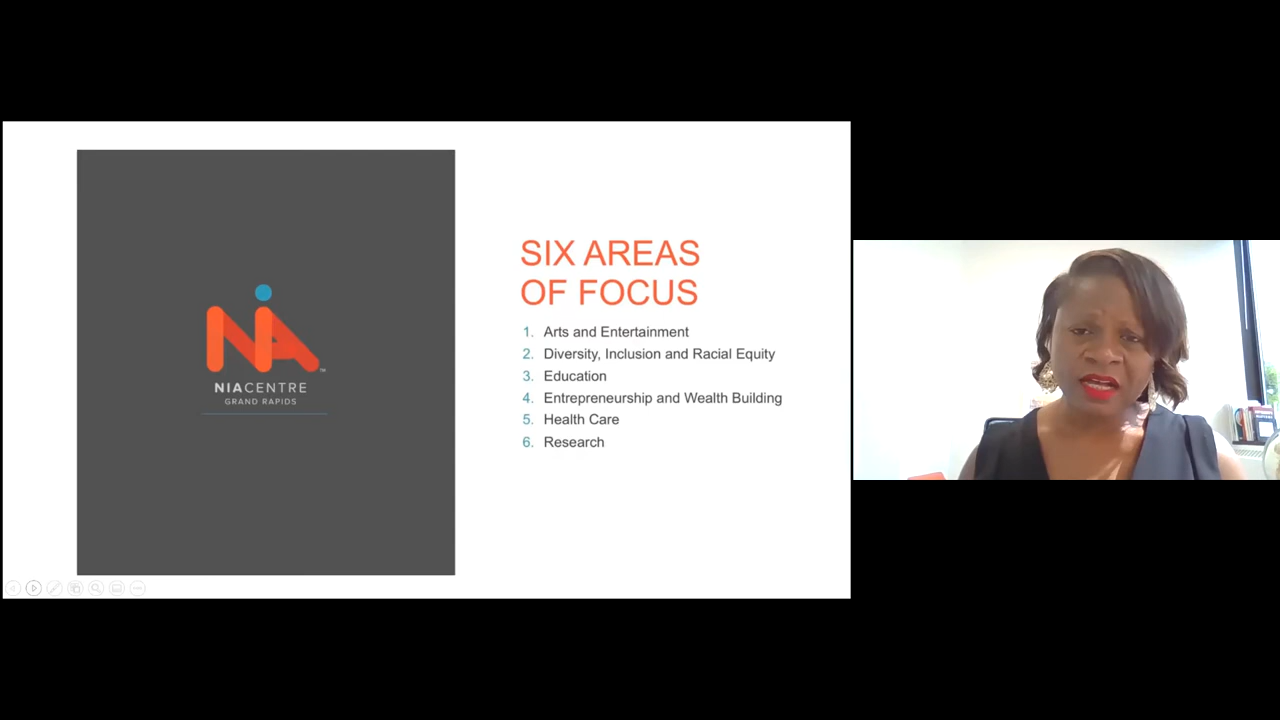 NIA™
NIACENTRE
GRAND RAPIDS
SIX AREAS
OF FOCUS
1. Arts and Entertainment
2. Diversity, Inclusion and Racial Equity
3. Education
4. Entrepreneurship and Wealth Building
5. Health Care
6. Research